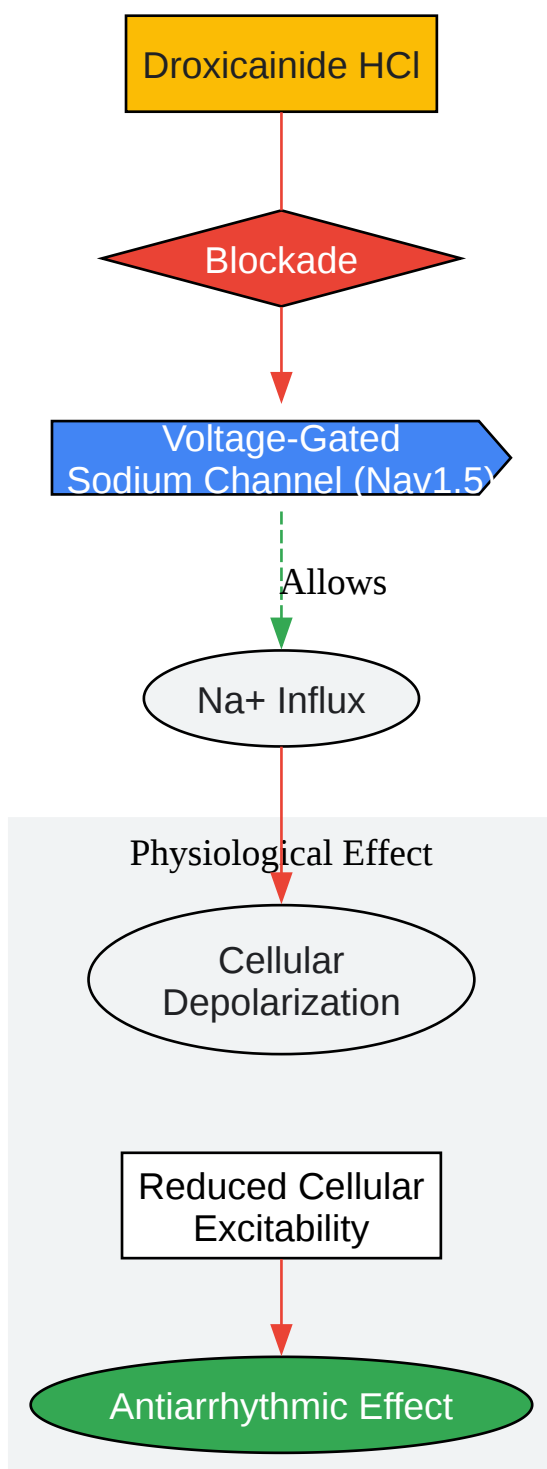 Droxicainide HCl
Blockade
Voltage-Gated
Sodium Channel (Nav1.5)
Allows
Na+ Influx
Physiological Effect
Cellular
Depolarization
Reduced Cellular
Excitability
Antiarrhythmic Effect